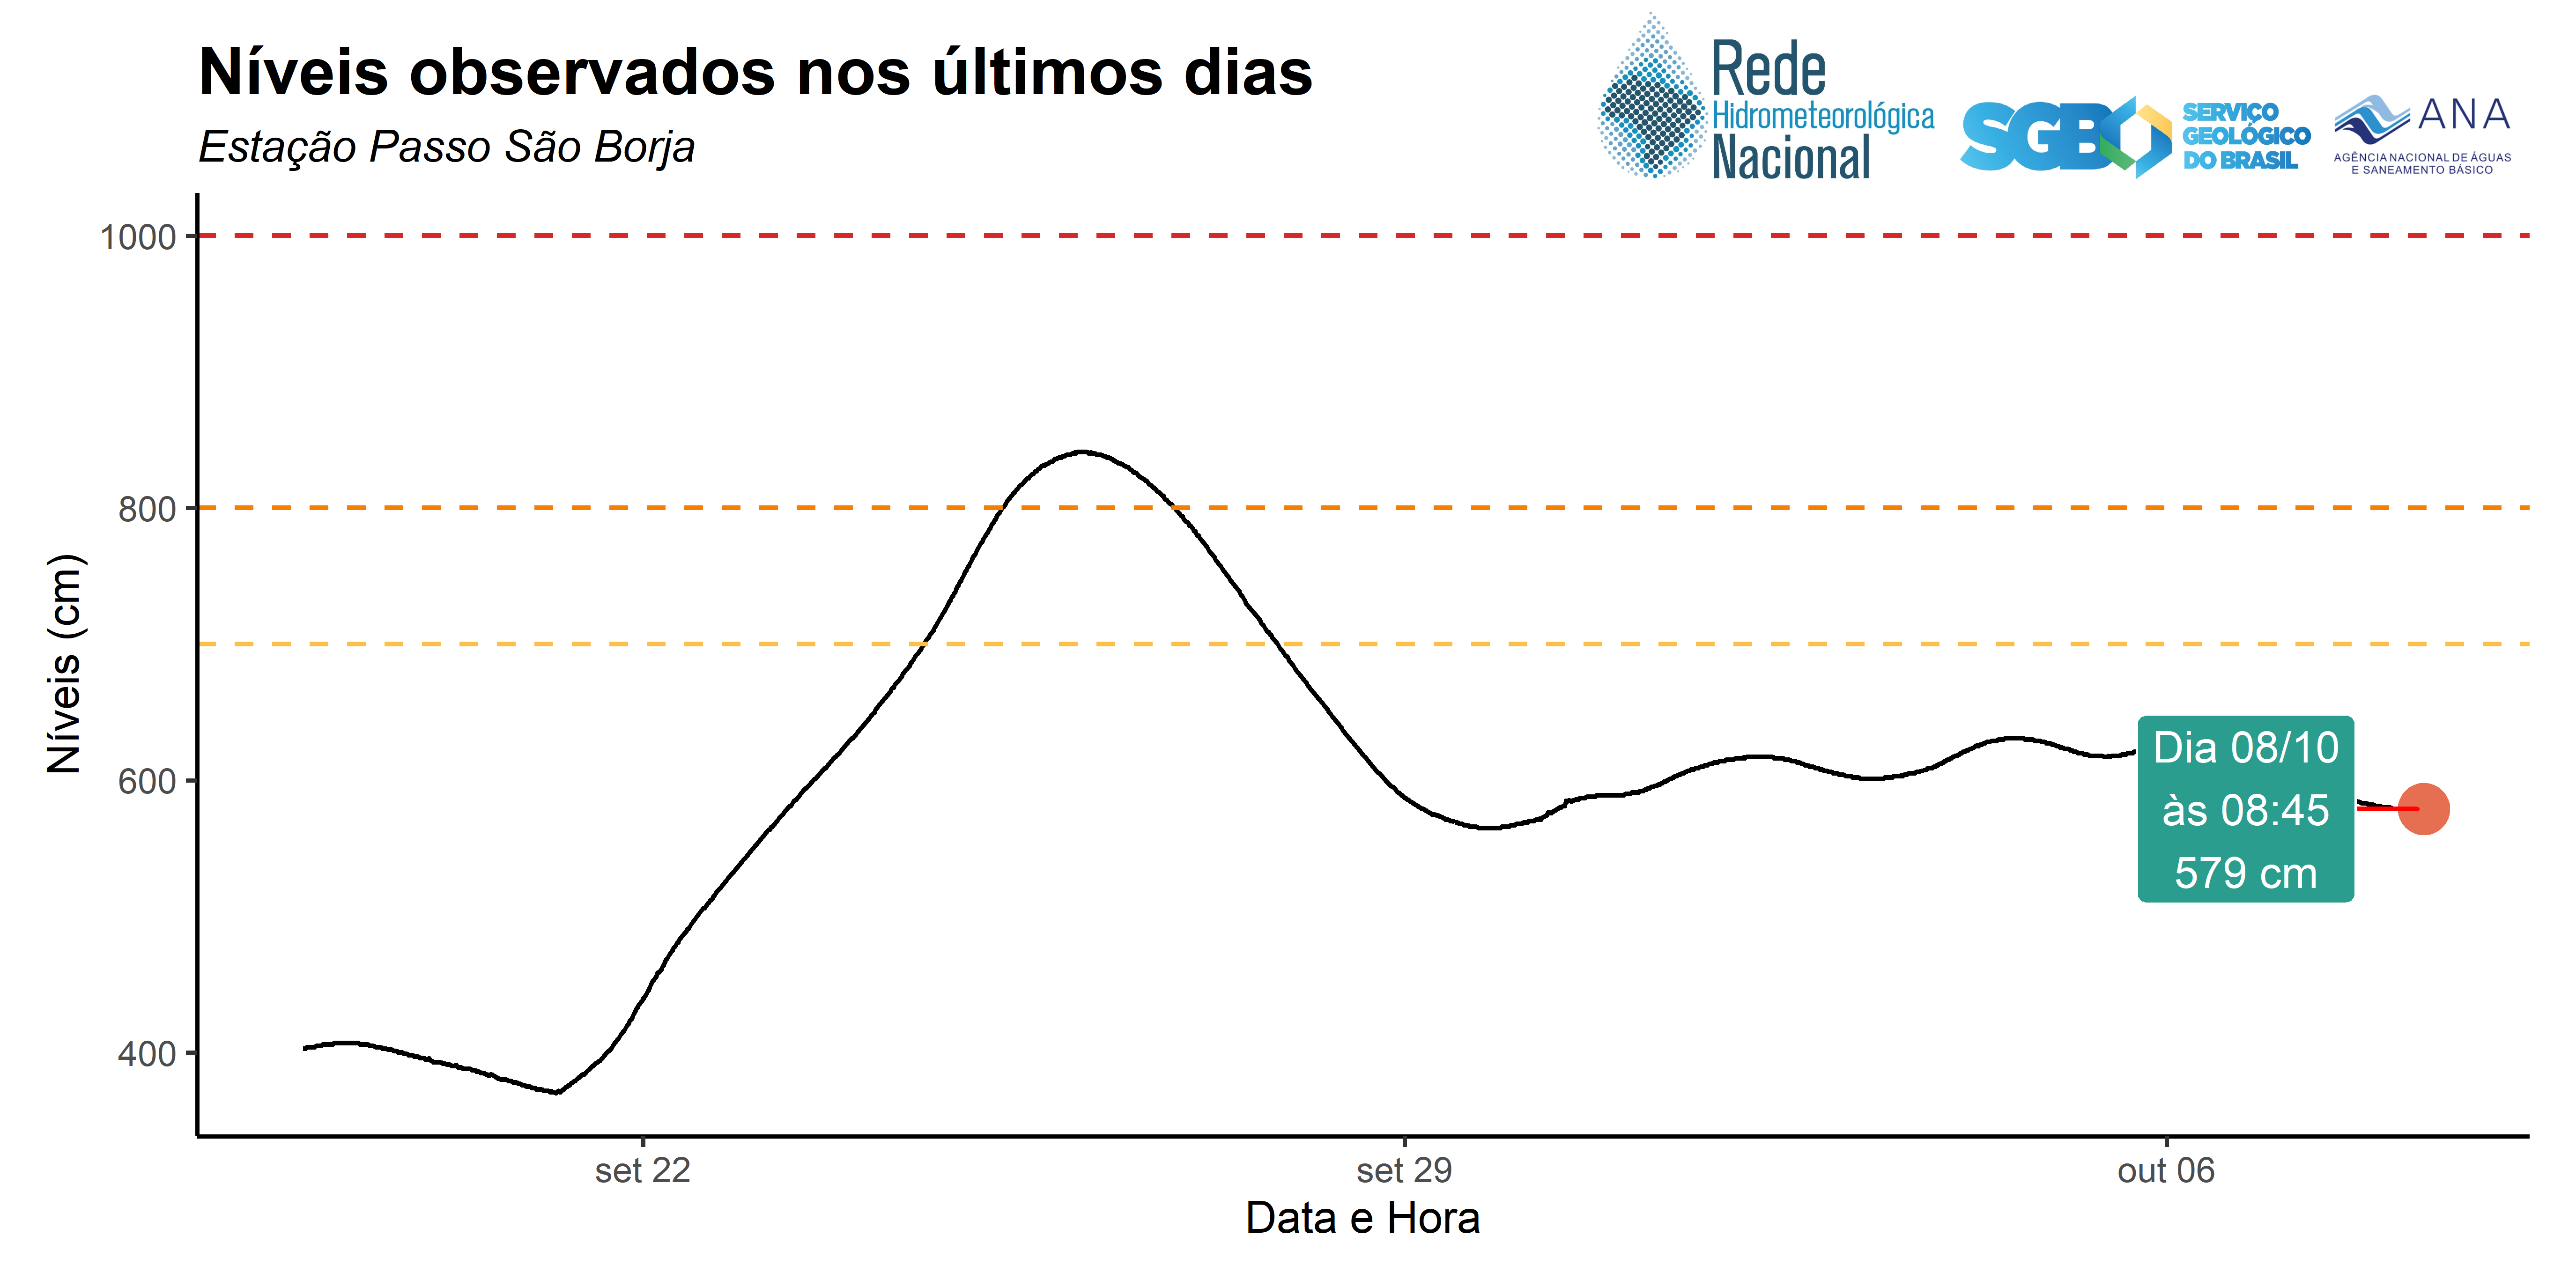 Níveis observados nos últimos dias
Estação Passo São Borja
Rede
Hidrometeorológica
Nacional
SGB
SERVIÇO
GEOLÓGICO
DO BRASIL
ANA
AGÊNCIA NACIONAL DE ÁGUAS
E SANEAMENTO BÁSICO
Níveis (cm)
1000
800
600
400
Dia 08/10
às 08:45
579 cm
set 22
set 29
out 06
Data e Hora